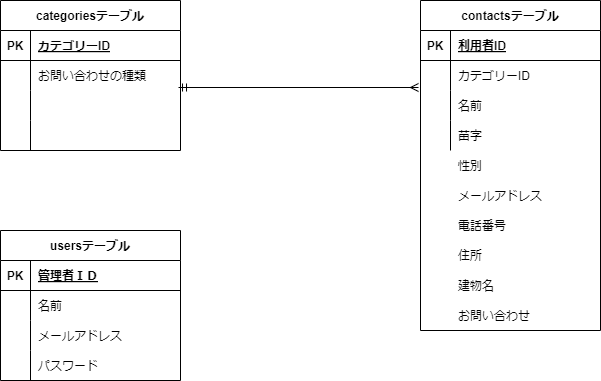 categoriesテーブル
PK カテゴリーID
お問い合わせの種類
contactsテーブル
PK 利用者ID
カテゴリーID
名前
苗字
性別
メールアドレス
電話番号
住所
建物名
お問い合わせ
usersテーブル
PK 管理者ＩＤ
名前
メールアドレス
パスワード